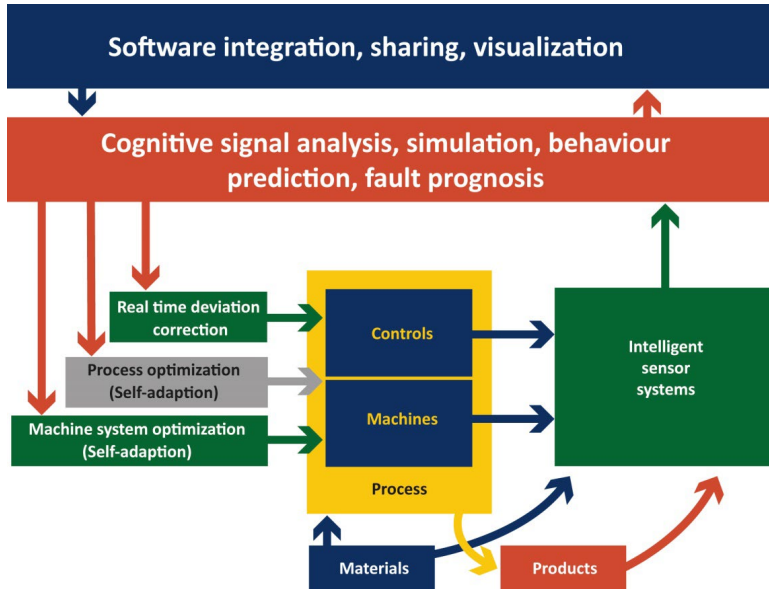 Software integration, sharing, visualization
Cognitive signal analysis, simulation, behaviour
prediction, fault prognosis
Real time deviation
correction
Process optimization
(Self-adaption)
Machine system optimization
(Self-adaption)
Controls
Machines
Process
Intelligent
sensor
systems
Materials
Products